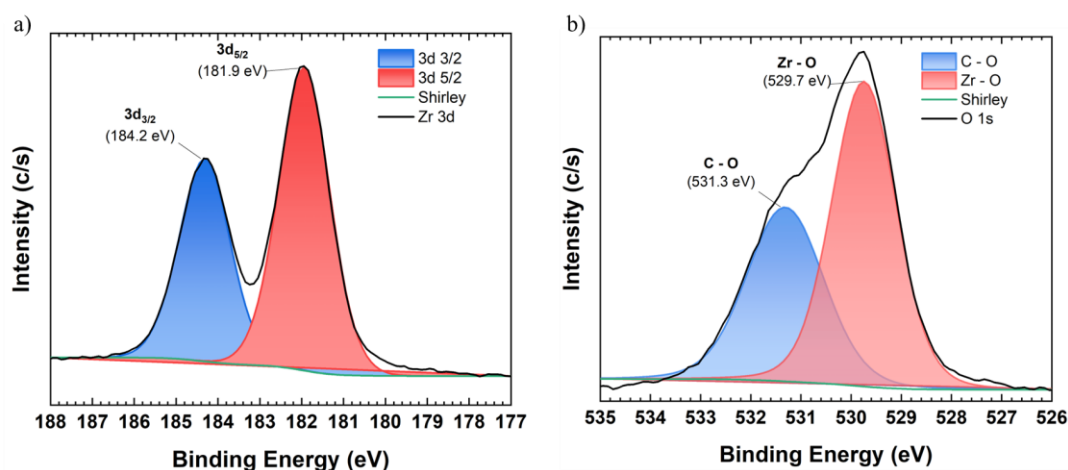 a)
3d5/2
(181.9 eV)
3d3/2
(184.2 eV)
3d 3/2
3d 5/2
Shirley
Zr 3d
Intensity (c/s)
188 187 186 185 184 183 182 181 180 179 178 177
Binding Energy (eV)
b)
Zr - O
(529.7 eV)
C - O
(531.3 eV)
C - O
Zr - O
Shirley
O 1s
Intensity (c/s)
535 534 533 532 531 530 529 528 527 526
Binding Energy (eV)